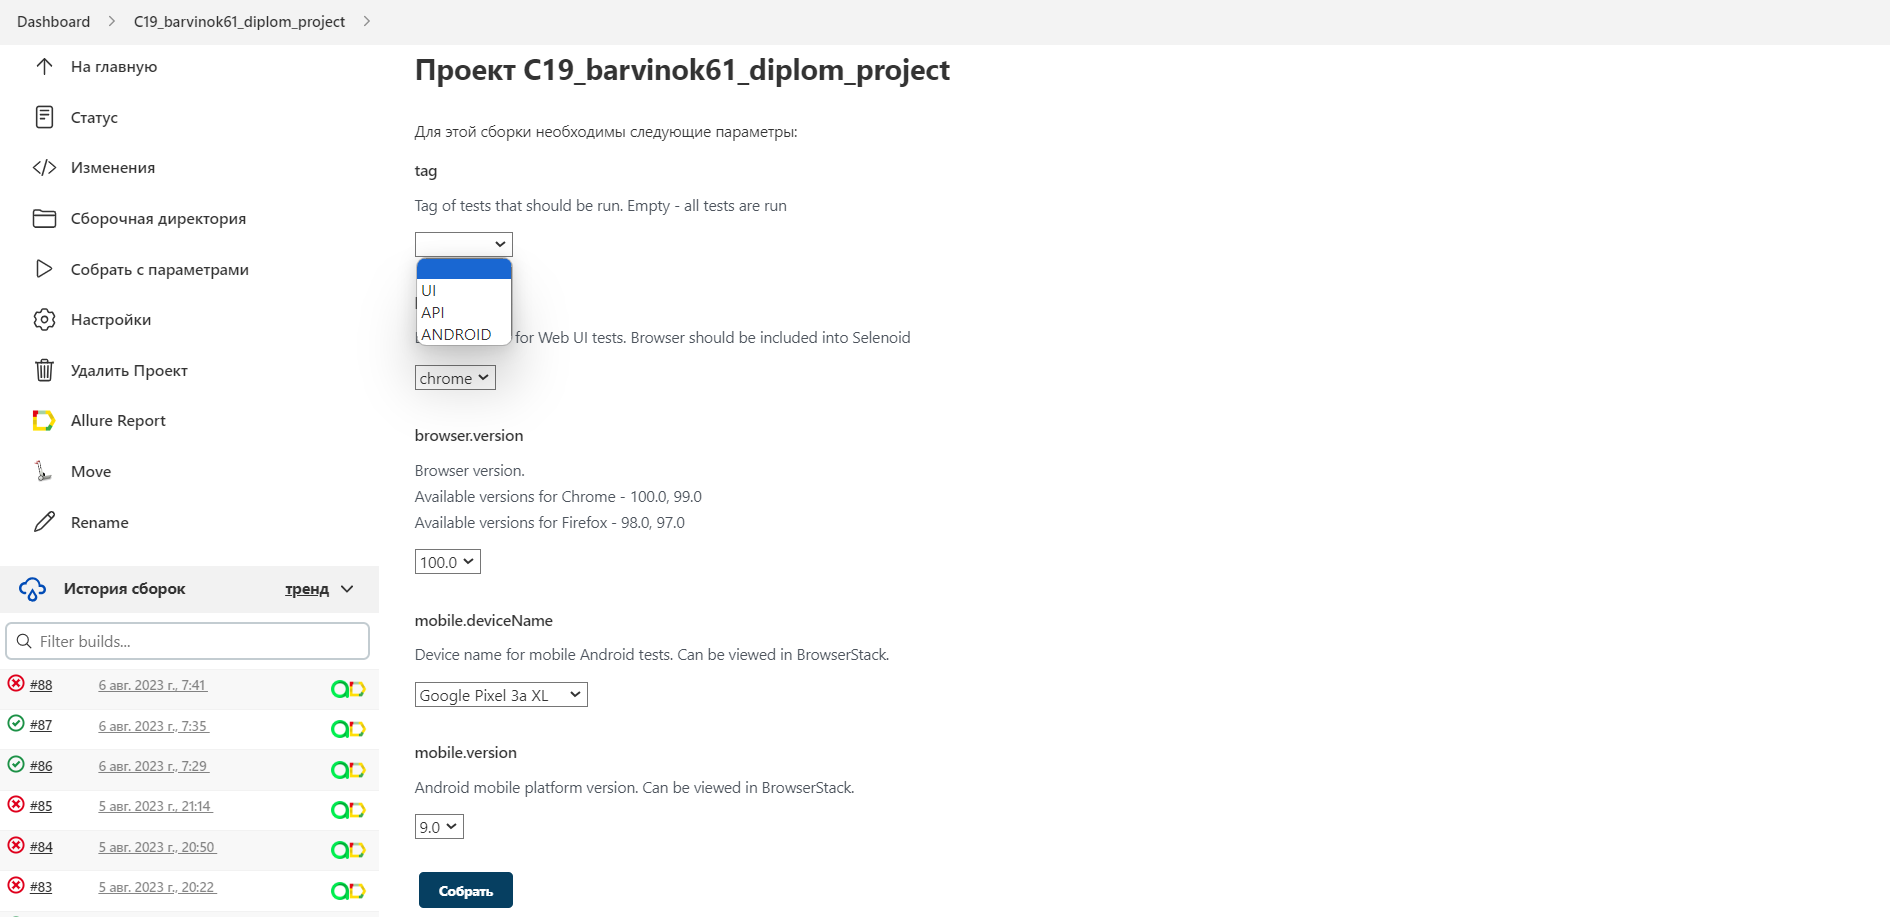 Dashboard > C19_barvinok61_diplom_project >
На главную
Статус
Изменения
Сборочная директория
Собрать с параметрами
Настройки
Удалить Проект
Allure Report
Move
Rename
История сборок
тренд
Filter builds...
#88 6 авг. 2023 г., 7:41
#87 6 авг. 2023 г., 7:35
#86 6 авг. 2023 г., 7:29
#85 5 авг. 2023 г., 21:14
#84 5 авг. 2023 г., 20:50
#83 5 авг. 2023 г., 20:22
Проект C19_barvinok61_diplom_project
Для этой сборки необходимы следующие параметры:
tag
Tag of tests that should be run. Empty - all tests are run
UI
API
ANDROID
for Web UI tests. Browser should be included into Selenoid
chrome
browser.version
Browser version.
Available versions for Chrome - 100.0, 99.0
Available versions for Firefox - 98.0, 97.0
100.0
mobile.deviceName
Device name for mobile Android tests. Can be viewed in BrowserStack.
Google Pixel 3a XL
mobile.version
Android mobile platform version. Can be viewed in BrowserStack.
9.0
Собрать